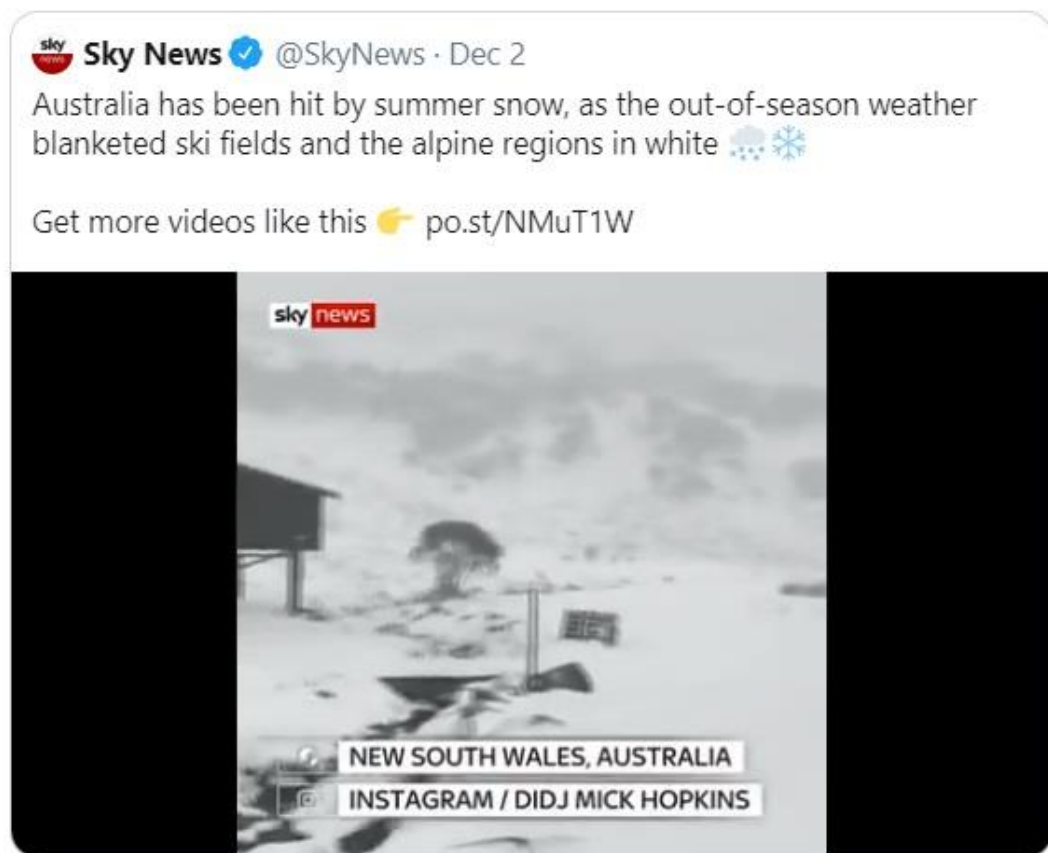 sky news
Sky News @SkyNews · Dec 2
Australia has been hit by summer snow, as the out-of-season weather
blanketed ski fields and the alpine regions in white 🌨️❄️
Get more videos like this 👉 po.st/NMuT1W
sky news
NEW SOUTH WALES, AUSTRALIA
INSTAGRAM / DIDJ MICK HOPKINS